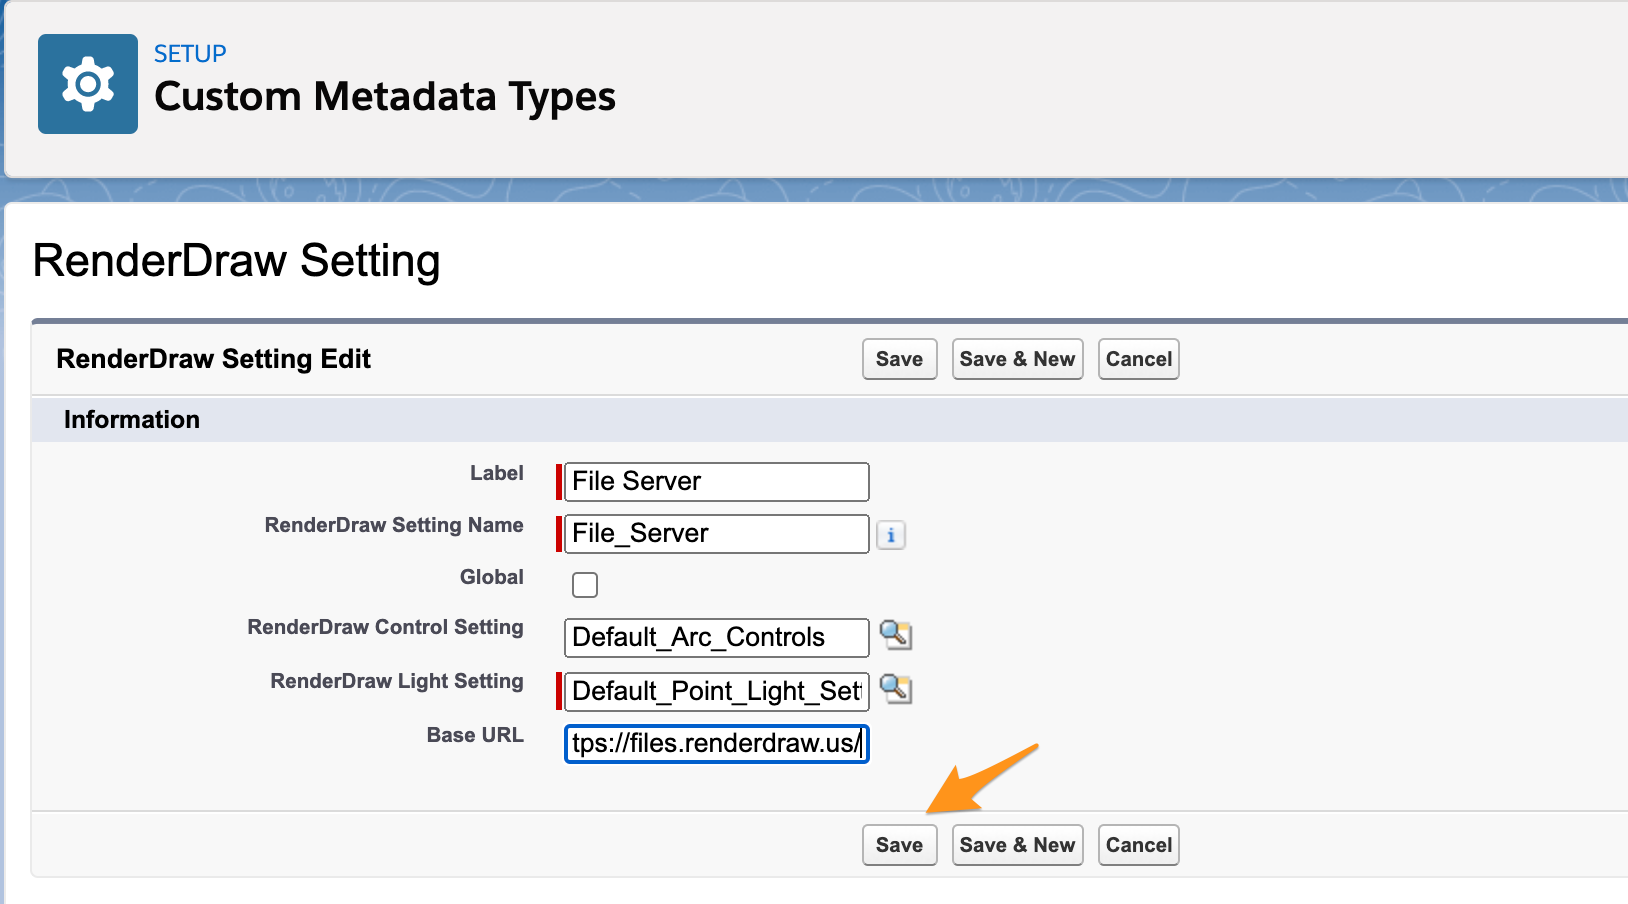 SETUP
Custom Metadata Types
RenderDraw Setting
RenderDraw Setting Edit
Save Save & New Cancel
Information
Label File Server
RenderDraw Setting Name File_Server i
Global
RenderDraw Control Setting Default_Arc_Controls
RenderDraw Light Setting Default_Point_Light_Set
Base URL tps://files.renderdraw.us/
Save Save & New Cancel